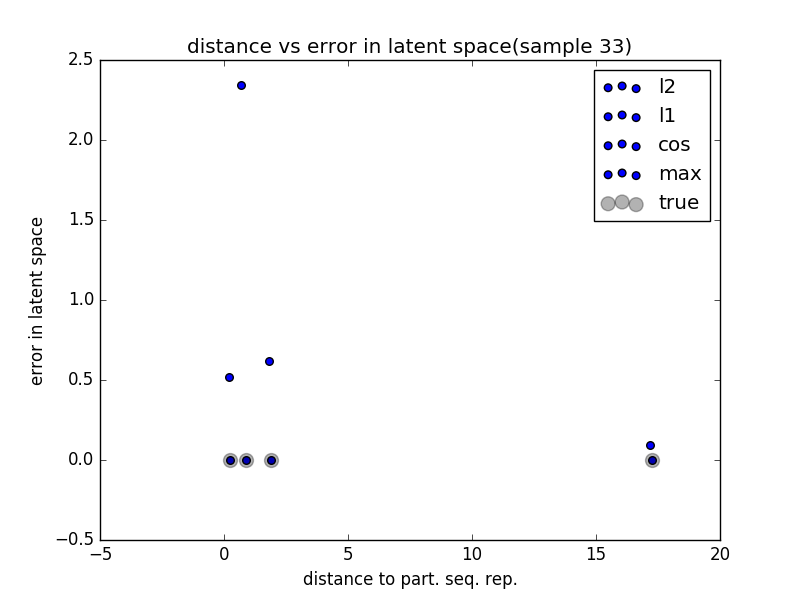 distance vs error in latent space(sample 33)
2.5
2.0
1.5
1.0
0.5
0.0
−0.5
error in latent space
l2
l1
cos
max
true
−5 0 5 10 15 20
distance to part. seq. rep.